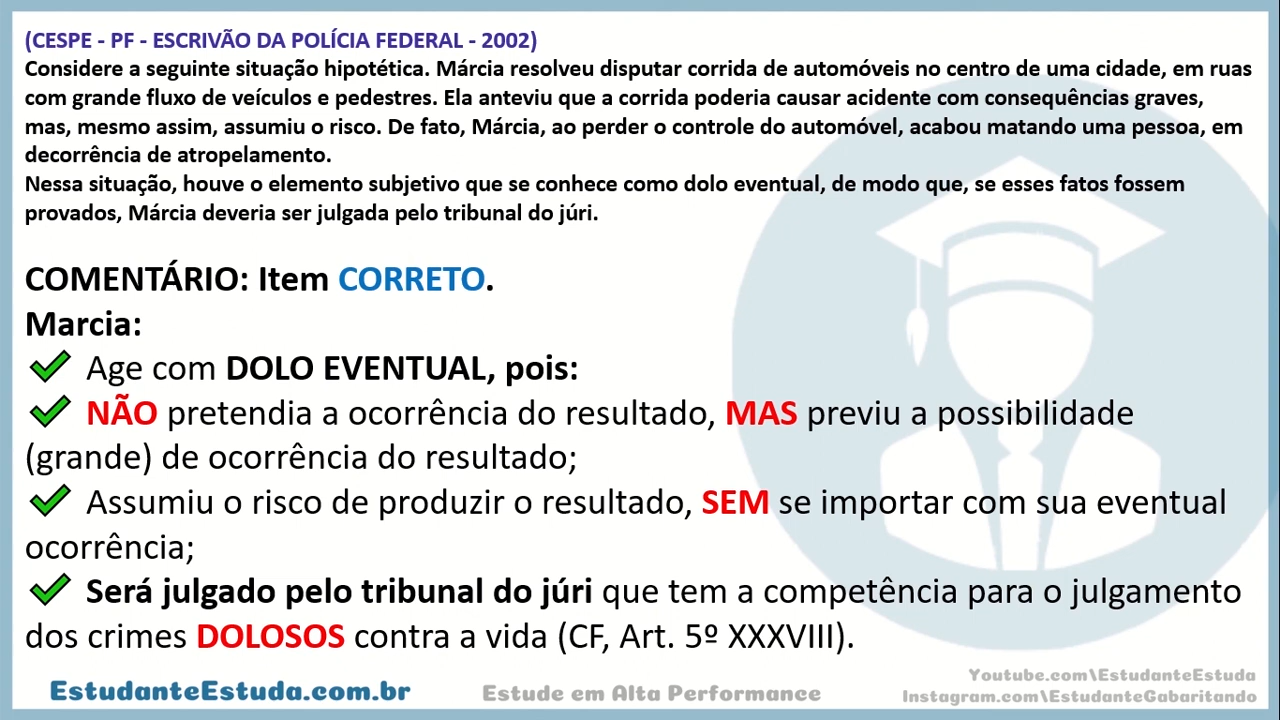 (CESPE - PF - ESCRIVÃO DA POLÍCIA FEDERAL - 2002)
Considere a seguinte situação hipotética. Márcia resolveu disputar corrida de automóveis no centro de uma cidade, em ruas
com grande fluxo de veículos e pedestres. Ela anteviu que a corrida poderia causar acidente com consequências graves,
mas, mesmo assim, assumiu o risco. De fato, Márcia, ao perder o controle do automóvel, acabou matando uma pessoa, em
decorrência de atropelamento.
Nessa situação, houve o elemento subjetivo que se conhece como dolo eventual, de modo que, se esses fatos fossem
provados, Márcia deveria ser julgada pelo tribunal do júri.
COMENTÁRIO: Item CORRETO.
Marcia:
Age com DOLO EVENTUAL, pois:
NÃO pretendia a ocorrência do resultado, MAS previu a possibilidade
(grande) de ocorrência do resultado;
Assumiu o risco de produzir o resultado, SEM se importar com sua eventual
ocorrência;
Será julgado pelo tribunal do júri que tem a competência para o julgamento
dos crimes DOLOSOS contra a vida (CF, Art. 5º XXXVIII).
EstudanteEstuda.com.br
Estude em Alta Performance
Youtube.com\EstudanteEstuda
Instagram.com\EstudanteGabaritando